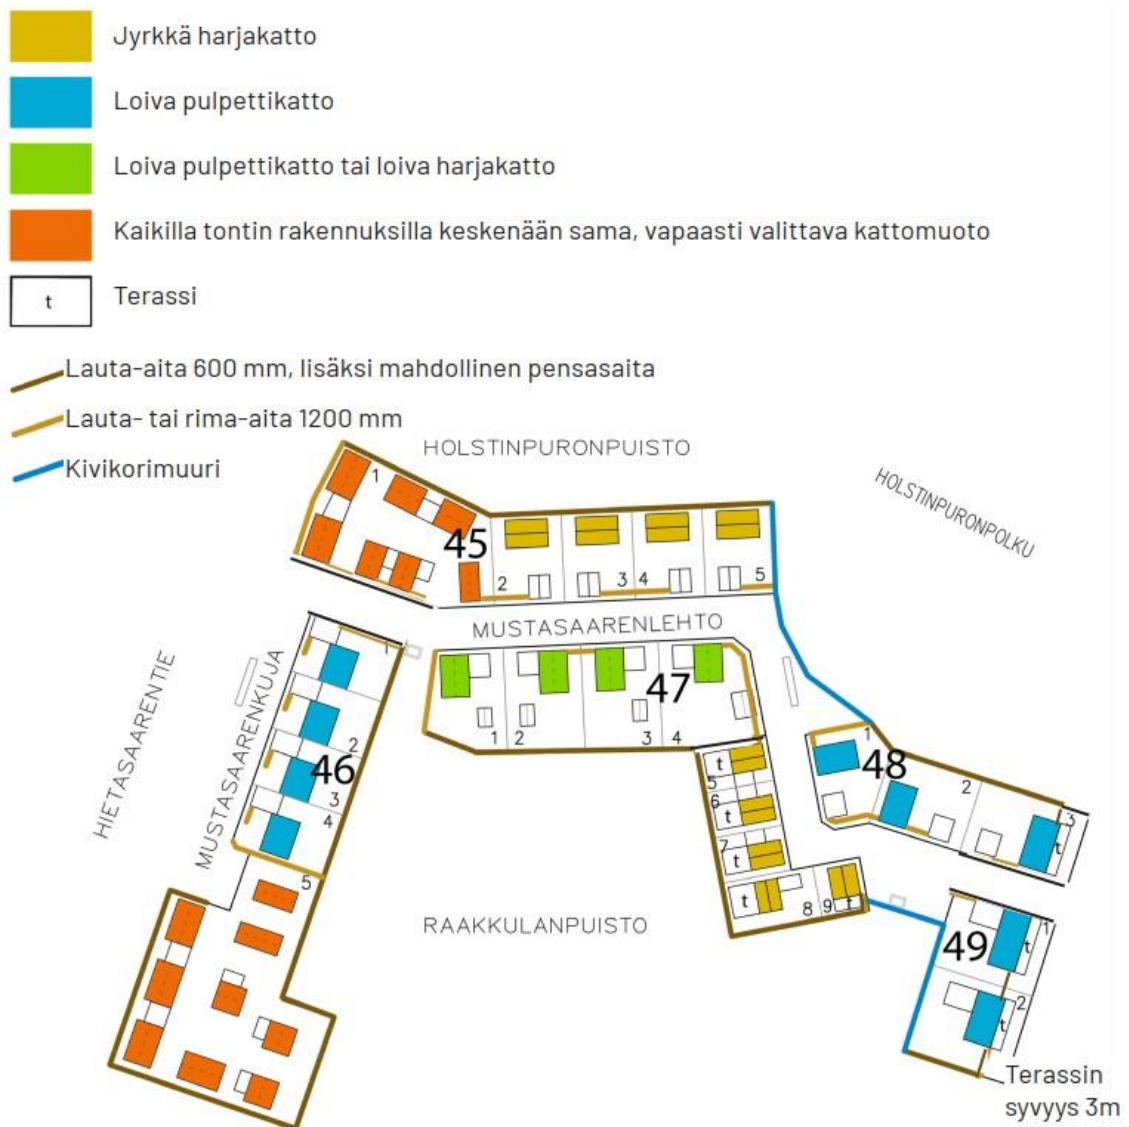 Jyrkkä harjakatto
Loiva pulpettikatto
Loiva pulpettikatto tai loiva harjakatto
Kaikilla tontin rakennuksilla keskenään sama, vapaasti valittava kattomuoto
t Terassi
Lauta-aita 600 mm, lisäksi mahdollinen pensasaita
Lauta- tai rima-aita 1200 mm
Kivikorimuuri
HOLSTINPURONPUISTO
HOLSTINPURONPOLKU
1
45
2
3
4
5
MUSTASAARENLEHTO
HIETASAARENTIE
MUSTASAARENKUJA
1
2
46
3
4
5
47
1
2
3
4
t
5
6
t
7
t
t
8
9
t
RAAKKULANPUISTO
1
48
2
3
t
49
1
t
2
t
Terassin
syvyys 3m